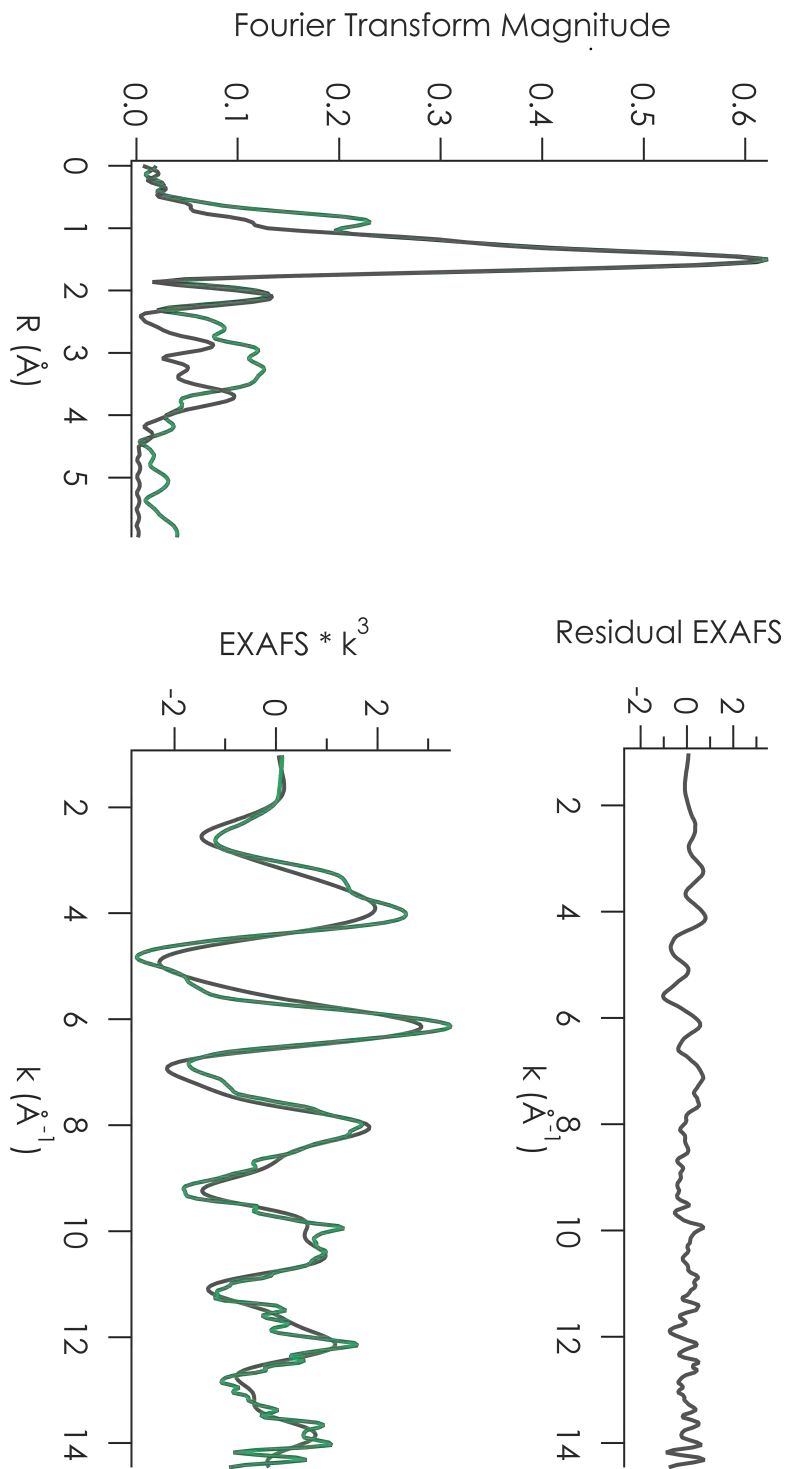 Fourier Transform Magnitude
0.0 0.1 0.2 0.3 0.4 0.5 0.6
0 1 2 3 4 5
R (Å)
Residual EXAFS
-2 0 2
2 4 6 8 10 12 14
k (Å⁻¹)
EXAFS * k³
-2 0 2
2 4 6 8 10 12 14
k (Å⁻¹)